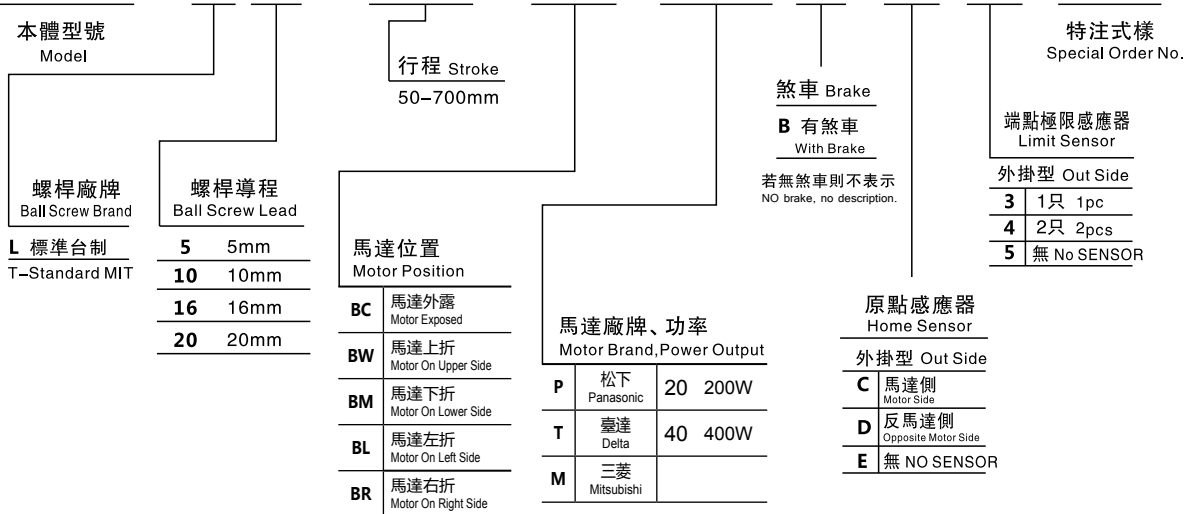 本體型號
Model
特注式樣
Special Order No.
行程 Stroke
50–700mm
煞車 Brake
B 有煞車
With Brake
若無煞車則不表示
NO brake, no description.
端點極限感應器
Limit Sensor
外掛型 Out Side
3 1只 1pc
4 2只 2pcs
5 無 No SENSOR
螺桿廠牌
Ball Screw Brand
L 標準台制
T–Standard MIT
螺桿導程
Ball Screw Lead
5 5mm
10 10mm
16 16mm
20 20mm
馬達位置
Motor Position
BC 馬達外露
Motor Exposed
BW 馬達上折
Motor On Upper Side
BM 馬達下折
Motor On Lower Side
BL 馬達左折
Motor On Left Side
BR 馬達右折
Motor On Right Side
馬達廠牌、功率
Motor Brand,Power Output
P 松下 20 200W
Panasonic
T 臺達 40 400W
Delta
M 三菱
Mitsubishi
原點感應器
Home Sensor
外掛型 Out Side
C 馬達側
Motor Side
D 反馬達側
Opposite Motor Side
E 無 NO SENSOR